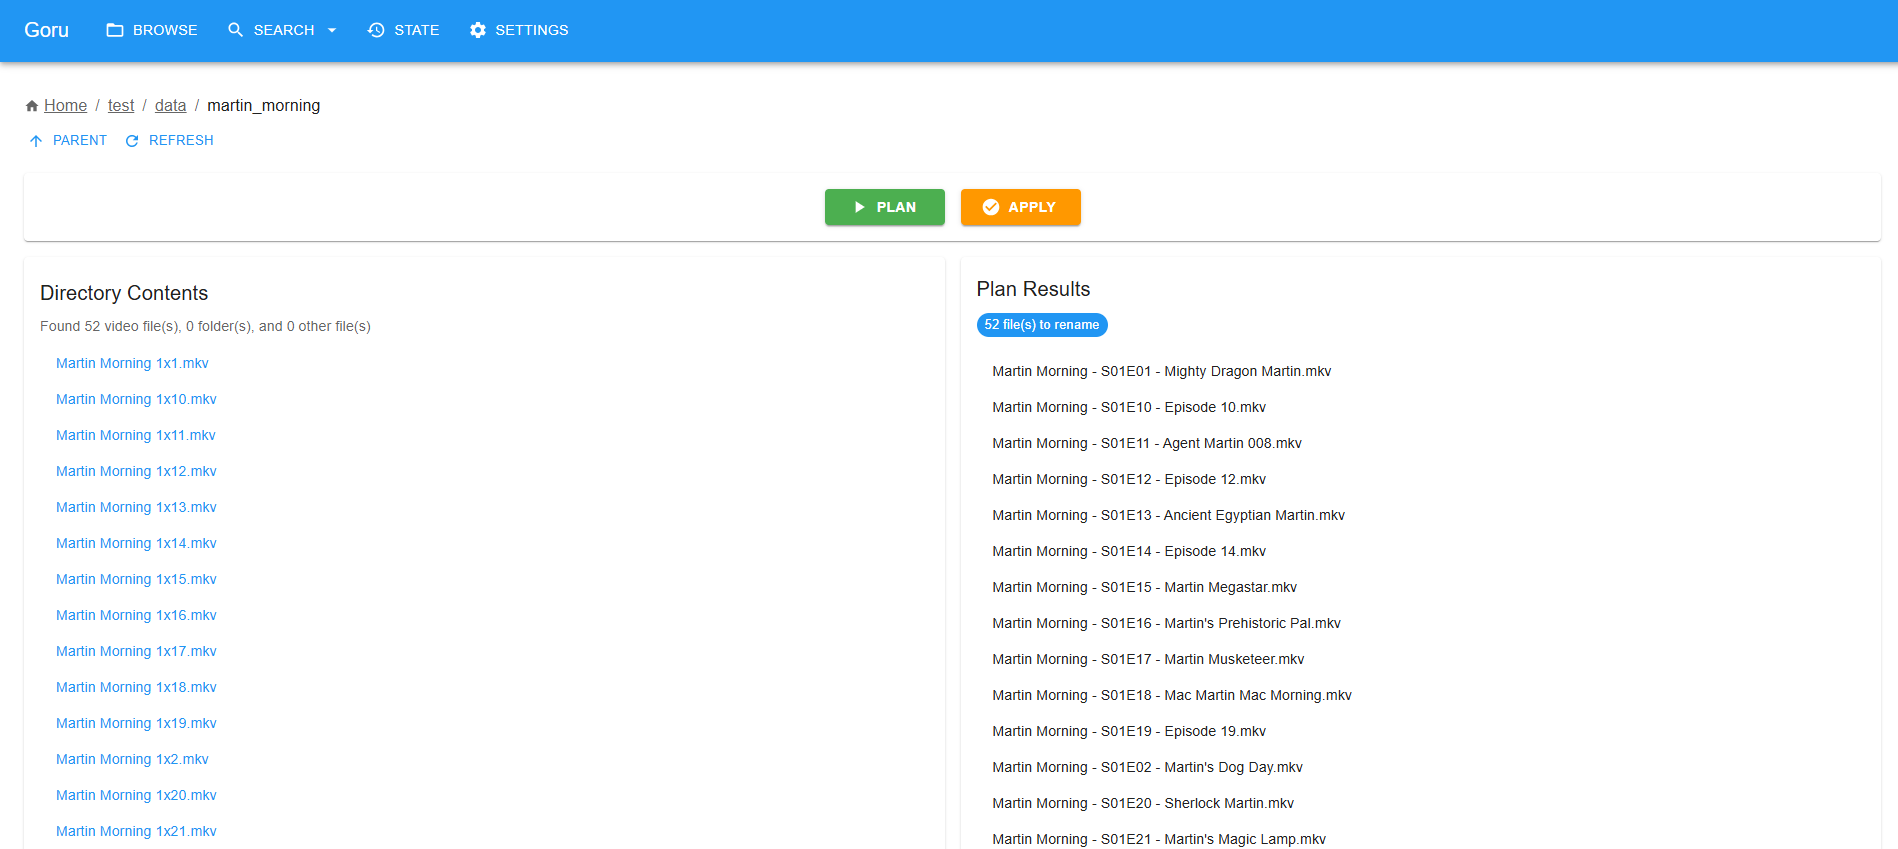 Goru BROWSE SEARCH STATE SETTINGS
Home / test / data / martin_morning
PARENT REFRESH
PLAN APPLY
Directory Contents
Found 52 video file(s), 0 folder(s), and 0 other file(s)
Martin Morning 1x1.mkv
Martin Morning 1x10.mkv
Martin Morning 1x11.mkv
Martin Morning 1x12.mkv
Martin Morning 1x13.mkv
Martin Morning 1x14.mkv
Martin Morning 1x15.mkv
Martin Morning 1x16.mkv
Martin Morning 1x17.mkv
Martin Morning 1x18.mkv
Martin Morning 1x19.mkv
Martin Morning 1x2.mkv
Martin Morning 1x20.mkv
Martin Morning 1x21.mkv
Plan Results
52 file(s) to rename
Martin Morning - S01E01 - Mighty Dragon Martin.mkv
Martin Morning - S01E10 - Episode 10.mkv
Martin Morning - S01E11 - Agent Martin 008.mkv
Martin Morning - S01E12 - Episode 12.mkv
Martin Morning - S01E13 - Ancient Egyptian Martin.mkv
Martin Morning - S01E14 - Episode 14.mkv
Martin Morning - S01E15 - Martin Megastar.mkv
Martin Morning - S01E16 - Martin's Prehistoric Pal.mkv
Martin Morning - S01E17 - Martin Musketeer.mkv
Martin Morning - S01E18 - Mac Martin Mac Morning.mkv
Martin Morning - S01E19 - Episode 19.mkv
Martin Morning - S01E02 - Martin's Dog Day.mkv
Martin Morning - S01E20 - Sherlock Martin.mkv
Martin Morning - S01E21 - Martin's Magic Lamp.mkv